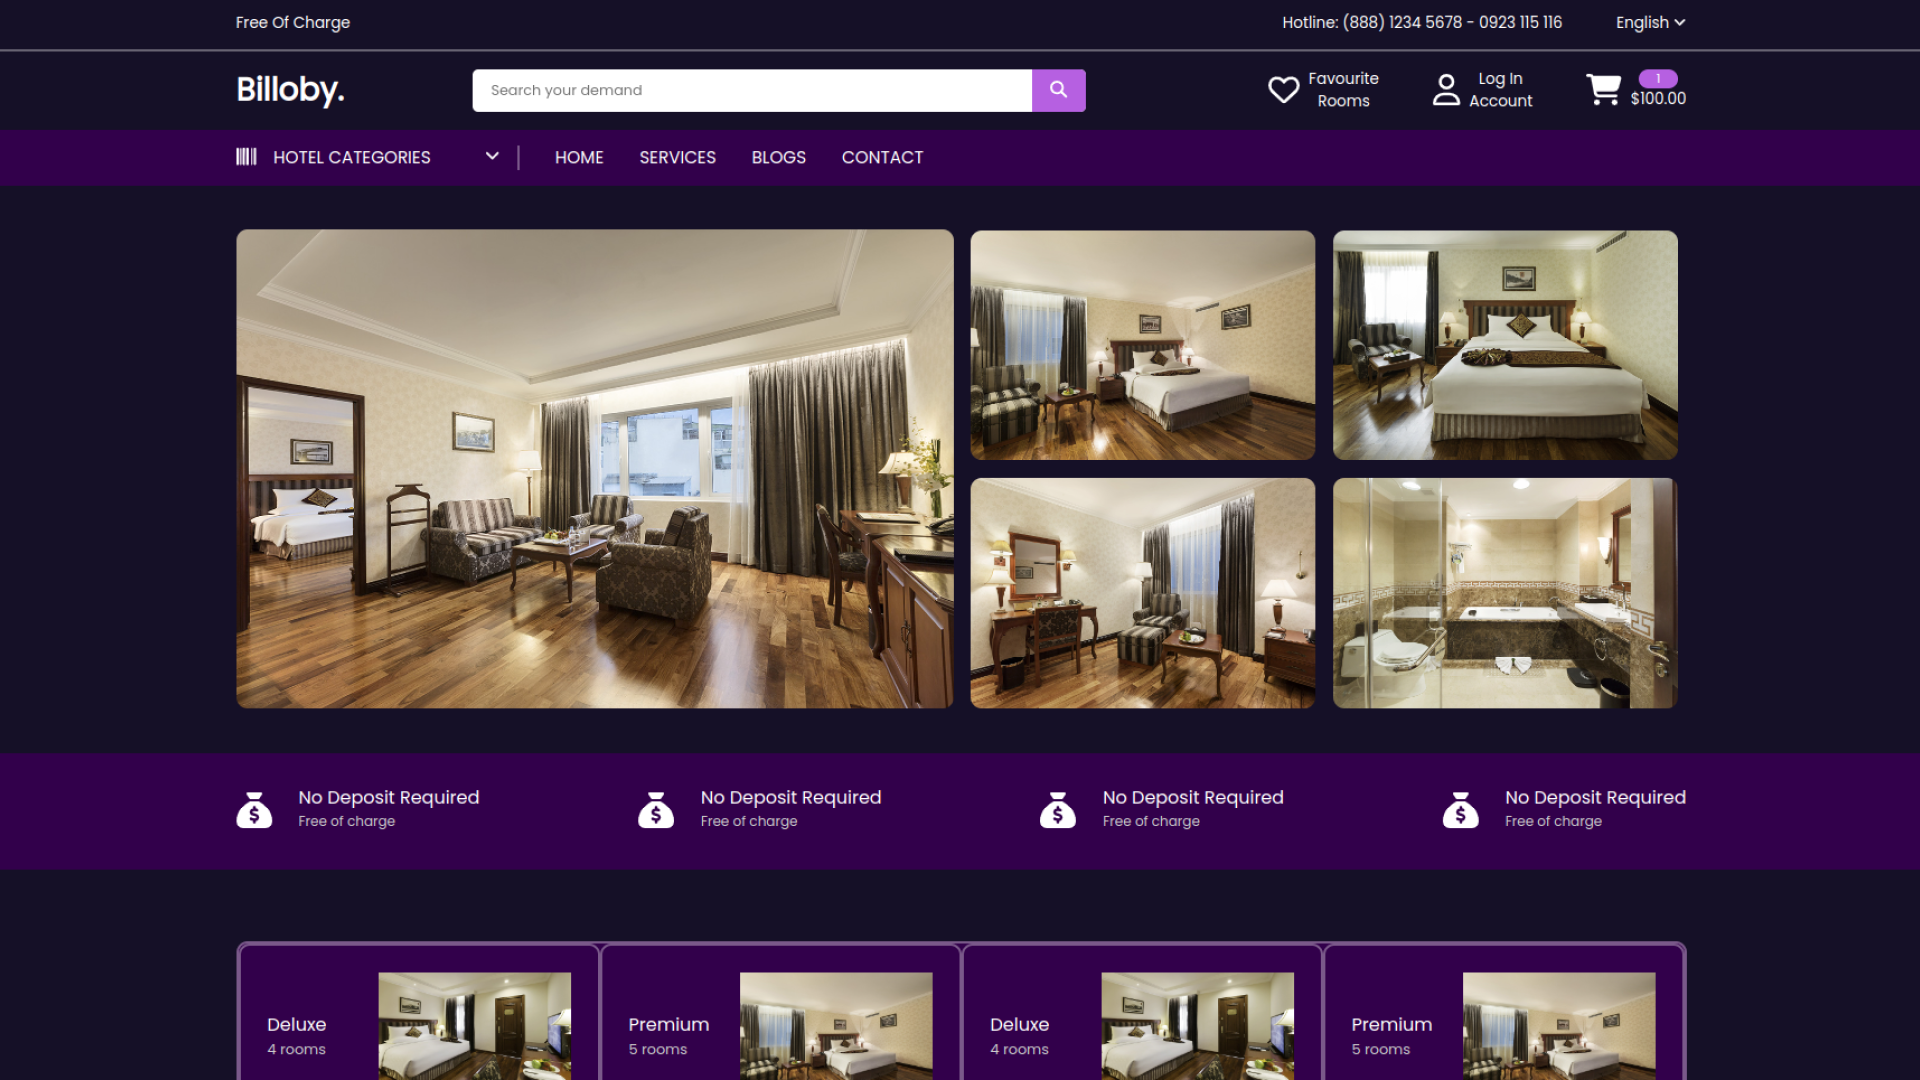 Free Of Charge
Hotline: (888) 1234 5678 - 0923 115 116
English
Billoby.
Search your demand
Favourite
Rooms
Log In
Account
1
$100.00
HOTEL CATEGORIES
HOME
SERVICES
BLOGS
CONTACT
No Deposit Required
Free of charge
No Deposit Required
Free of charge
No Deposit Required
Free of charge
No Deposit Required
Free of charge
Deluxe
4 rooms
Premium
5 rooms
Deluxe
4 rooms
Premium
5 rooms